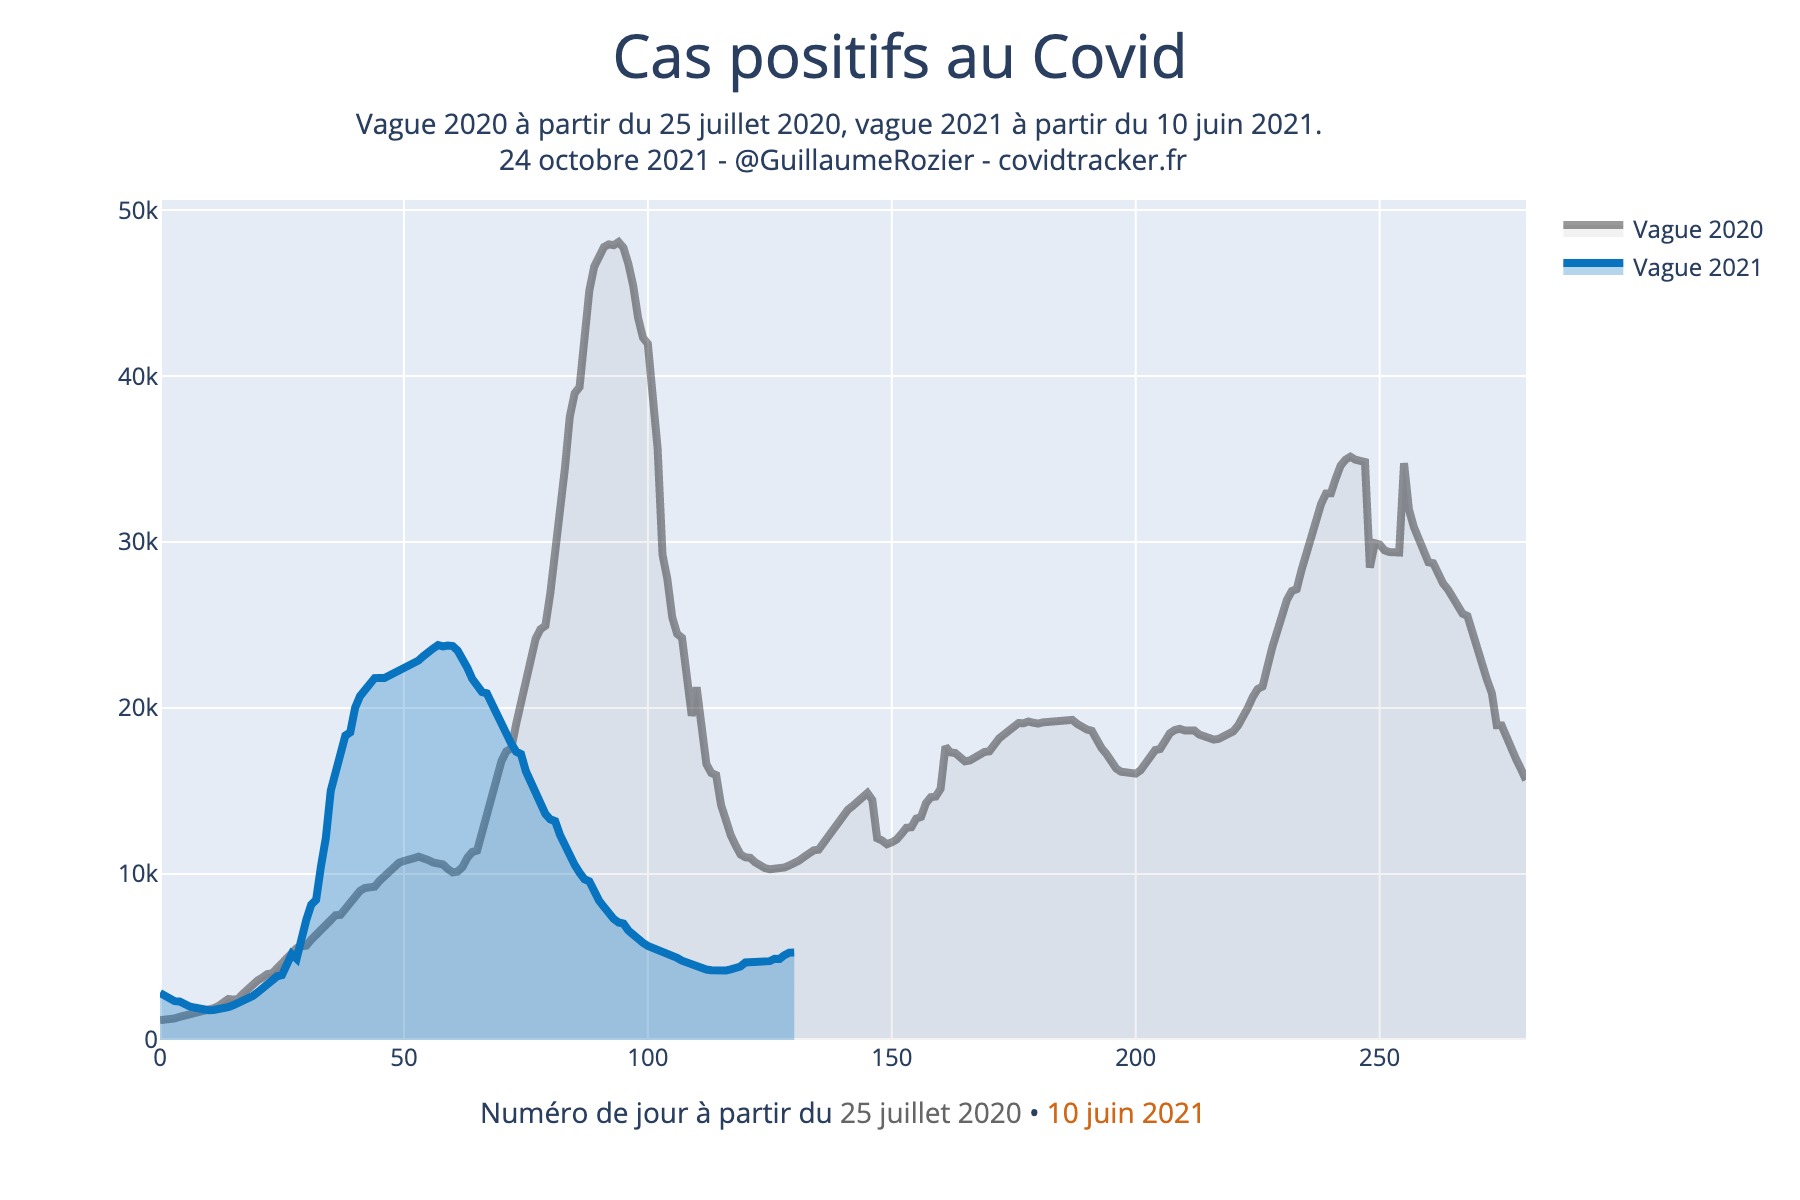 Cas positifs au Covid
Vague 2020 à partir du 25 juillet 2020, vague 2021 à partir du 10 juin 2021.
24 octobre 2021 - @GuillaumeRozier - covidtracker.fr
50k
40k
30k
20k
10k
0
0 50 100 150 200 250
Vague 2020
Vague 2021
Numéro de jour à partir du 25 juillet 2020 • 10 juin 2021